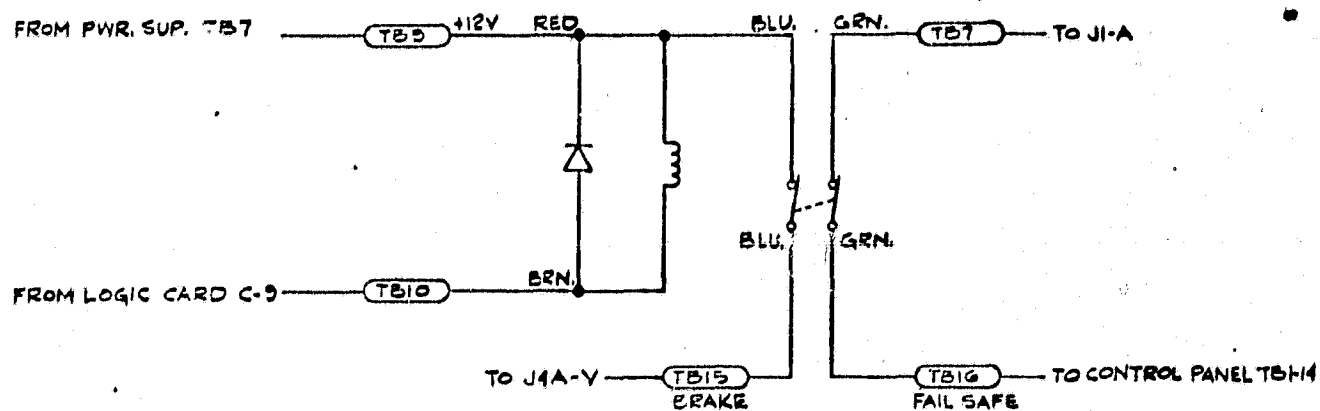 FROM PWR. SUP. TB7
TB9
+12V
RED
BLU.
GRN.
TB7
TO J1-A
BLU.
GRN.
FROM LOGIC CARD C-9
TB10
BRN.
TO J4A-V
TB15
BRAKE
TB16
FAIL SAFE
TO CONTROL PANEL TB1-14